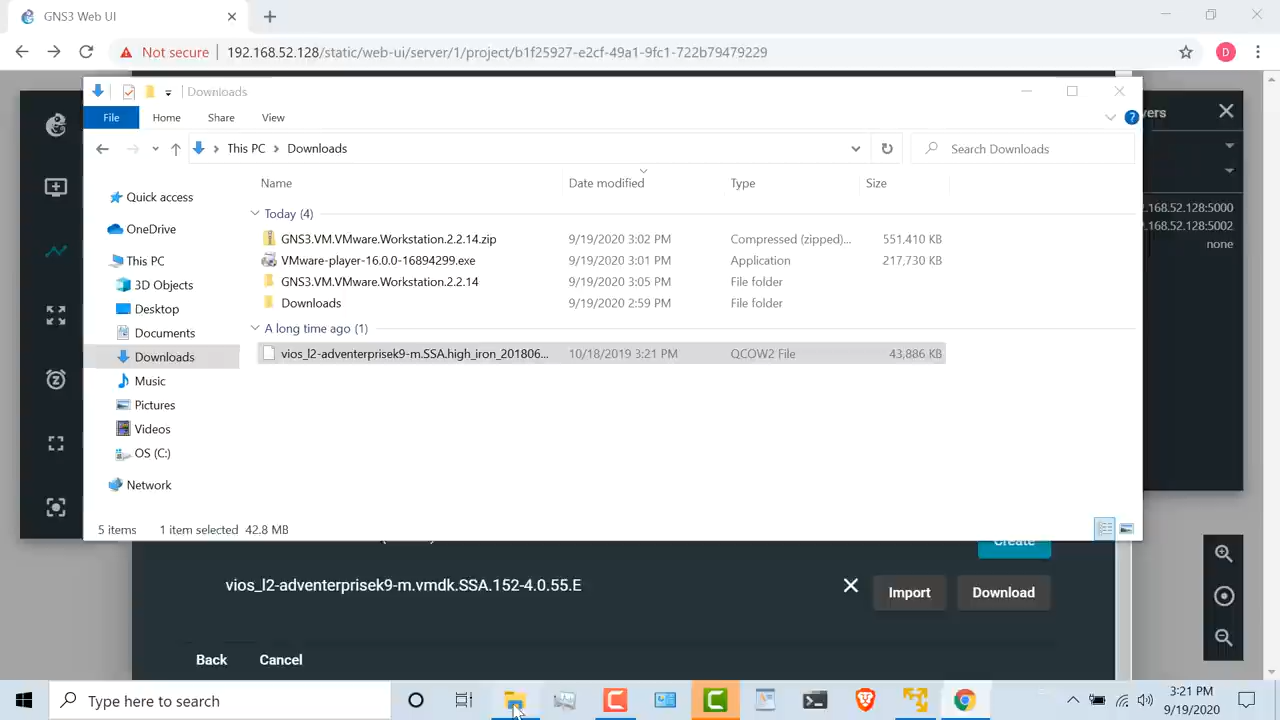 GNS3 Web UI
Not secure 192.168.52.128/static/web-ui/server/1/project/b1f25927-e2cf-49a1-9fc1-722b79479229
D
Downloads
File Home Share View
This PC Downloads
Search Downloads
Name Date modified Type Size
Quick access
OneDrive
This PC
3D Objects
Desktop
Documents
Downloads
Music
Pictures
Videos
OS (C:)
Network
Today (4)
GNS3.VM.VMware.Workstation.2.2.14.zip 9/19/2020 3:02 PM Compressed (zipped)... 551,410 KB
VMware-player-16.0.0-16894299.exe 9/19/2020 3:01 PM Application 217,730 KB
GNS3.VM.VMware.Workstation.2.2.14 9/19/2020 3:05 PM File folder
Downloads 9/19/2020 2:59 PM File folder
A long time ago (1)
vios_l2-adventerprisek9-m.SSA.high_iron_201806... 10/18/2019 3:21 PM QCOW2 File 43,886 KB
5 items 1 item selected 42.8 MB
vers
.168.52.128:5000
.168.52.128:5002
none
Create
vios_l2-adventerprisek9-m.vmdk.SSA.152-4.0.55.E
Import Download
Back Cancel
Type here to search
3:21 PM
9/19/2020